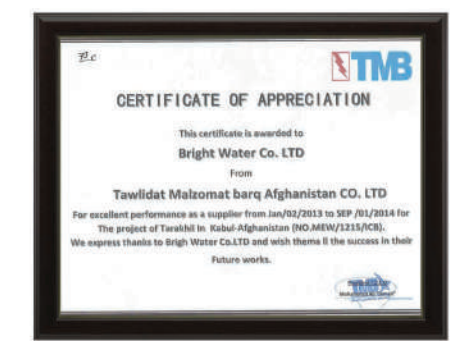 TMB
CERTIFICATE OF APPRECIATION
This certificate is awarded to
Bright Water Co. LTD
From
Tawlidat Malzomat barq Afghanistan CO. LTD
For excellent performance as a supplier from Jan/02/2013 to SEP /01/2014 for
The project of Tarakhil in Kabul-Afghanistan (NO.MEW/1215/ICB).
We express thanks to Brigh Water Co.LTD and wish thema ll the success in their
Future works.